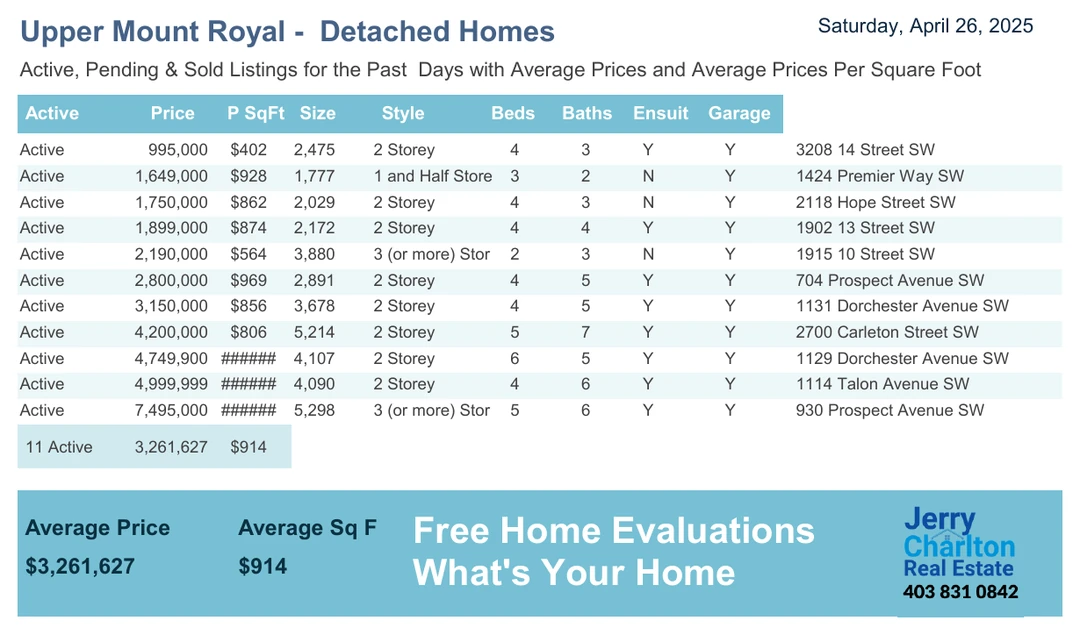 Upper Mount Royal - Detached Homes
Saturday, April 26, 2025
Active, Pending & Sold Listings for the Past Days with Average Prices and Average Prices Per Square Foot
Active Price P SqFt Size Style Beds Baths Ensuit Garage
Active 995,000 $402 2,475 2 Storey 4 3 Y Y 3208 14 Street SW
Active 1,649,000 $928 1,777 1 and Half Store 3 2 N Y 1424 Premier Way SW
Active 1,750,000 $862 2,029 2 Storey 4 3 N Y 2118 Hope Street SW
Active 1,899,000 $874 2,172 2 Storey 4 4 Y Y 1902 13 Street SW
Active 2,190,000 $564 3,880 3 (or more) Stor 2 3 N Y 1915 10 Street SW
Active 2,800,000 $969 2,891 2 Storey 4 5 Y Y 704 Prospect Avenue SW
Active 3,150,000 $856 3,678 2 Storey 4 5 Y Y 1131 Dorchester Avenue SW
Active 4,200,000 $806 5,214 2 Storey 5 7 Y Y 2700 Carleton Street SW
Active 4,749,900 ###### 4,107 2 Storey 6 5 Y Y 1129 Dorchester Avenue SW
Active 4,999,999 ###### 4,090 2 Storey 4 6 Y Y 1114 Talon Avenue SW
Active 7,495,000 ###### 5,298 3 (or more) Stor 5 6 Y Y 930 Prospect Avenue SW
11 Active 3,261,627 $914
Average Price Average Sq F
$3,261,627 $914
Free Home Evaluations
What's Your Home
Jerry
Charlton
Real Estate
403 831 0842